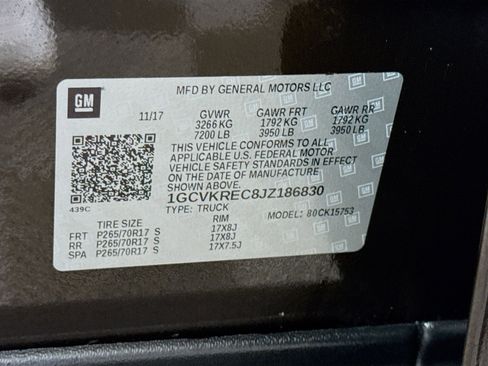 GM
MFD BY GENERAL MOTORS LLC
11/17 GVWR GAWR FRT GAWR RR
3266 KG 1792 KG 1792 KG
7200 LB 3950 LB 3950 LB
THIS VEHICLE CONFORMS TO ALL
APPLICABLE U.S. FEDERAL MOTOR
VEHICLE SAFETY STANDARDS IN EFFECT
ON THE DATE OF MANUFACTURE
SHOWN ABOVE.
1GCVKREC8JZ186830
439C TYPE: TRUCK MODEL: 80CK15753
TIRE SIZE RIM
FRT P265/70R17 S 17X8J
RR P265/70R17 S 17X8J
SPA P265/70R17 S 17X7.5J